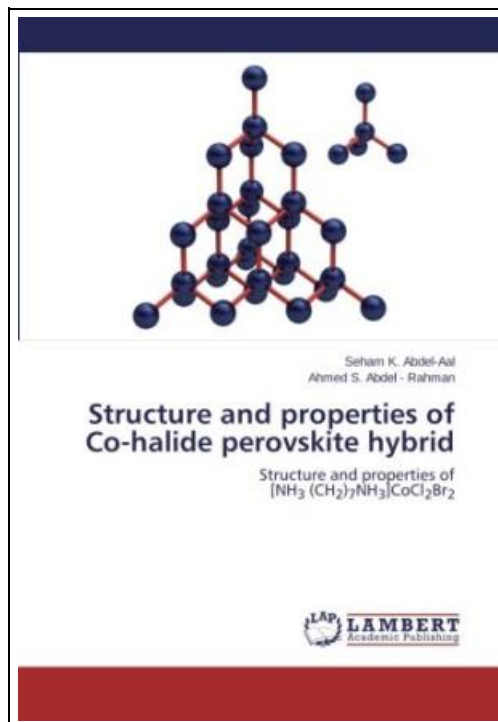 Seham K. Abdel-Aal
Ahmed S. Abdel - Rahman
Structure and properties of
Co-halide perovskite hybrid
Structure and properties of
[NH₃ (CH₂)₇NH₃]CoCl₂Br₂
LAP LAMBERT
Academic Publishing